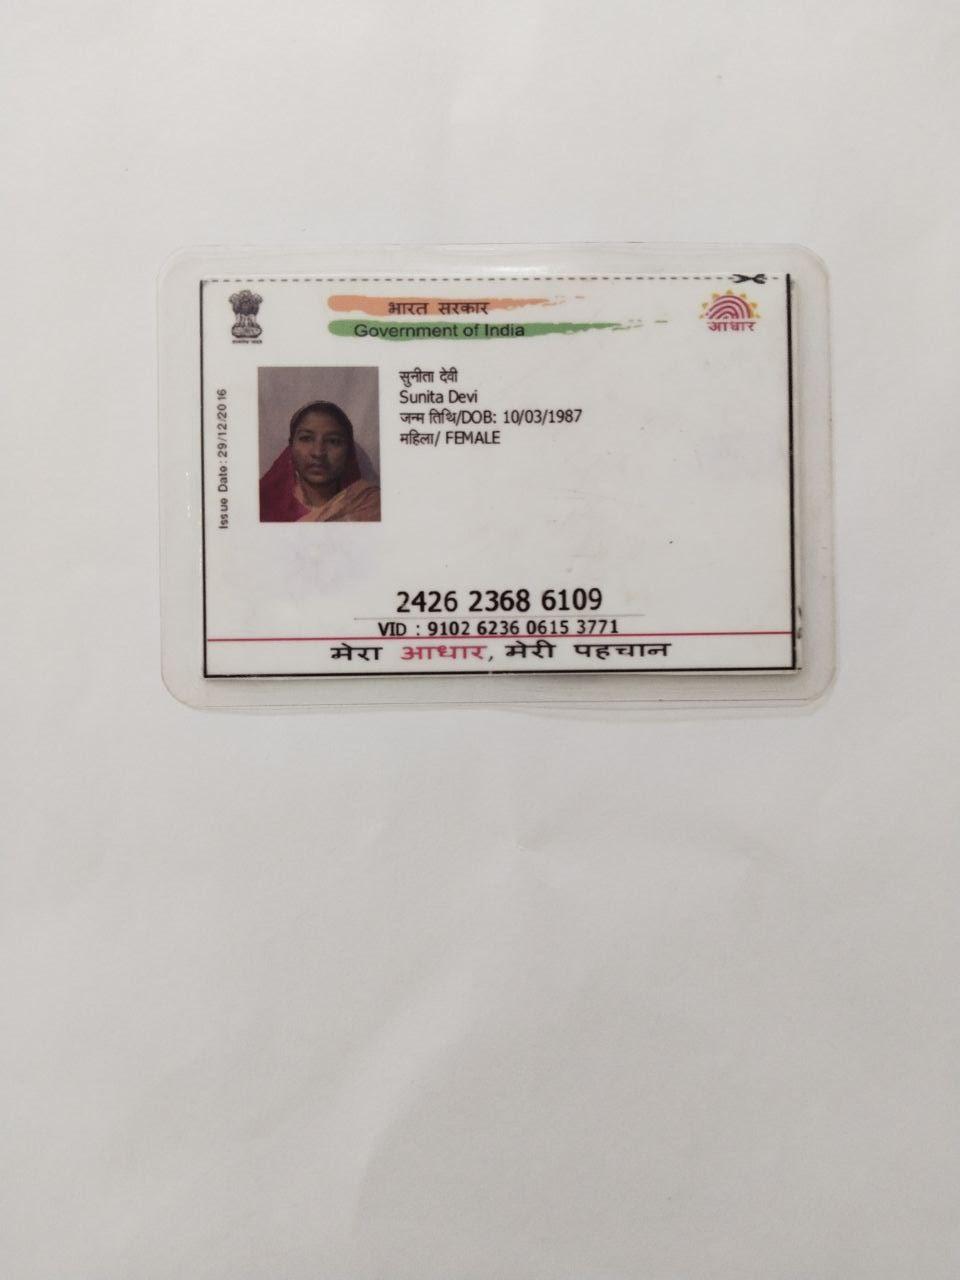 भारत सरकार
Government of India
आधार
Issue Date: 29/12/2016
सुनीता देवी
Sunita Devi
जन्म तिथि/DOB: 10/03/1987
महिला/ FEMALE
2426 2368 6109
VID : 9102 6236 0615 3771
मेरा आधार, मेरी पहचान